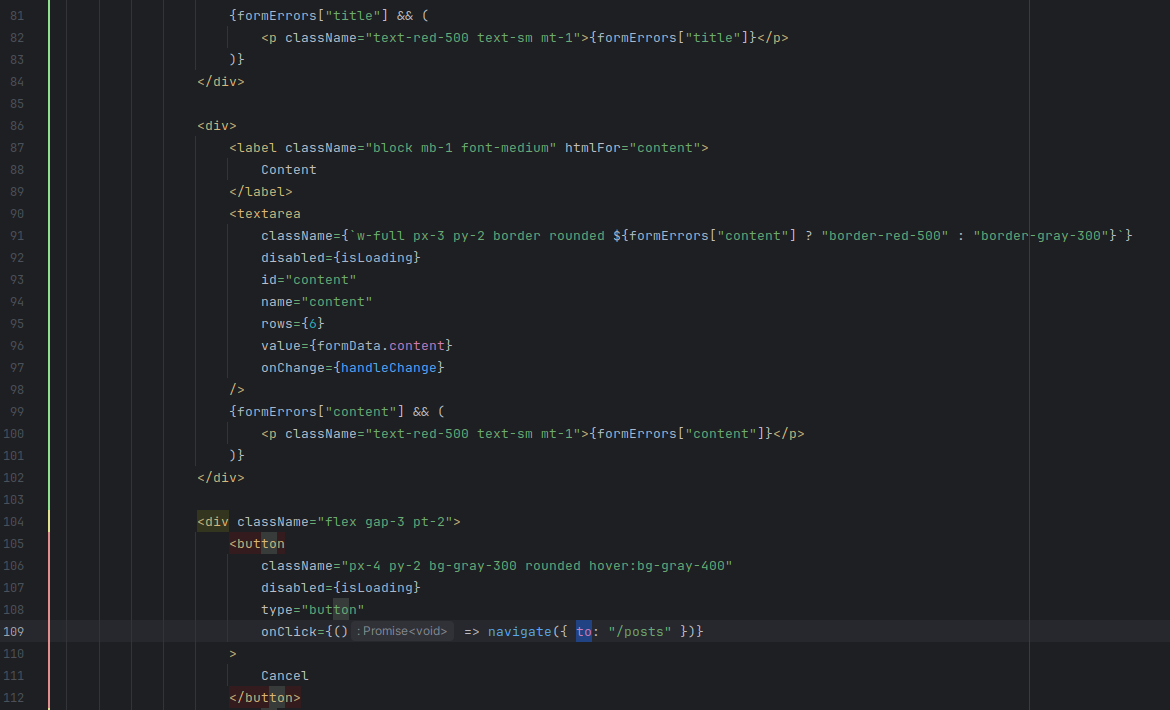 81 {formErrors["title"] && (
82 <p className="text-red-500 text-sm mt-1">{formErrors["title"]}</p>
83 )}
84 </div>
85
86 <div>
87 <label className="block mb-1 font-medium" htmlFor="content">
88 Content
89 </label>
90 <textarea
91 className={`w-full px-3 py-2 border rounded ${formErrors["content"] ? "border-red-500" : "border-gray-300"}`}
92 disabled={isLoading}
93 id="content"
94 name="content"
95 rows={6}
96 value={formData.content}
97 onChange={handleChange}
98 />
99 {formErrors["content"] && (
100 <p className="text-red-500 text-sm mt-1">{formErrors["content"]}</p>
101 )}
102 </div>
103
104 <div className="flex gap-3 pt-2">
105 <button
106 className="px-4 py-2 bg-gray-300 rounded hover:bg-gray-400"
107 disabled={isLoading}
108 type="button"
109 onClick={() : Promise<void> => navigate({ to: "/posts" })}
110 >
111 Cancel
112 </button>